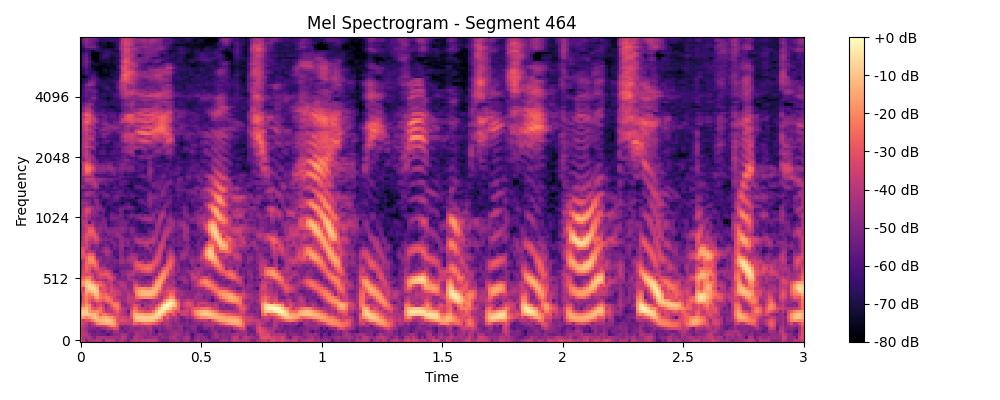 Mel Spectrogram - Segment 464
+0 dB
-10 dB
-20 dB
-30 dB
-40 dB
-50 dB
-60 dB
-70 dB
-80 dB
Frequency
4096
2048
1024
512
0
0 0.5 1 1.5 2 2.5 3
Time